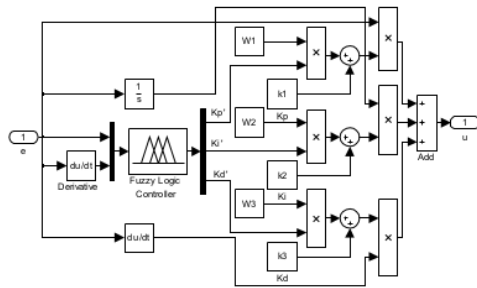 W1
×
×
1
s
k1
Kp'
W2
Kp
×
×
+
+
+
Add
1
u
1
e
du/dt
Derivative
Fuzzy Logic
Controller
Ki'
k2
Kd'
W3
Ki
×
×
du/dt
k3
Kd